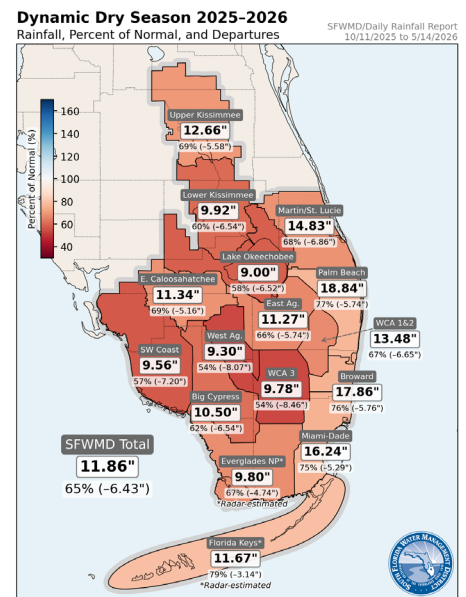 Dynamic Dry Season 2025–2026
Rainfall, Percent of Normal, and Departures
SFWMD/Daily Rainfall Report
10/11/2025 to 5/14/2026
Percent of Normal (%)
160
140
120
100
80
60
40
Upper Kissimmee
12.66"
69% (–5.58")
Lower Kissimmee
9.92"
60% (–6.54")
Martin/St. Lucie
14.83"
68% (–6.86")
Lake Okeechobee
9.00"
58% (–6.52")
Palm Beach
18.84"
77% (–5.74")
E. Caloosahatchee
11.34"
69% (–5.16")
East Ag.
11.27"
66% (–5.74")
WCA 1&2
13.48"
67% (–6.65")
West Ag.
9.30"
54% (–8.07")
SW Coast
9.56"
57% (–7.20")
WCA 3
9.78"
54% (–8.46")
Broward
17.86"
76% (–5.76")
Big Cypress
10.50"
62% (–6.54")
Miami-Dade
16.24"
75% (–5.29")
SFWMD Total
11.86"
65% (–6.43")
Everglades NP*
9.80"
67% (–4.74")
*Radar-estimated
Florida Keys*
11.67"
79% (–3.14")
*Radar-estimated
SOUTH FLORIDA WATER MANAGEMENT DISTRICT